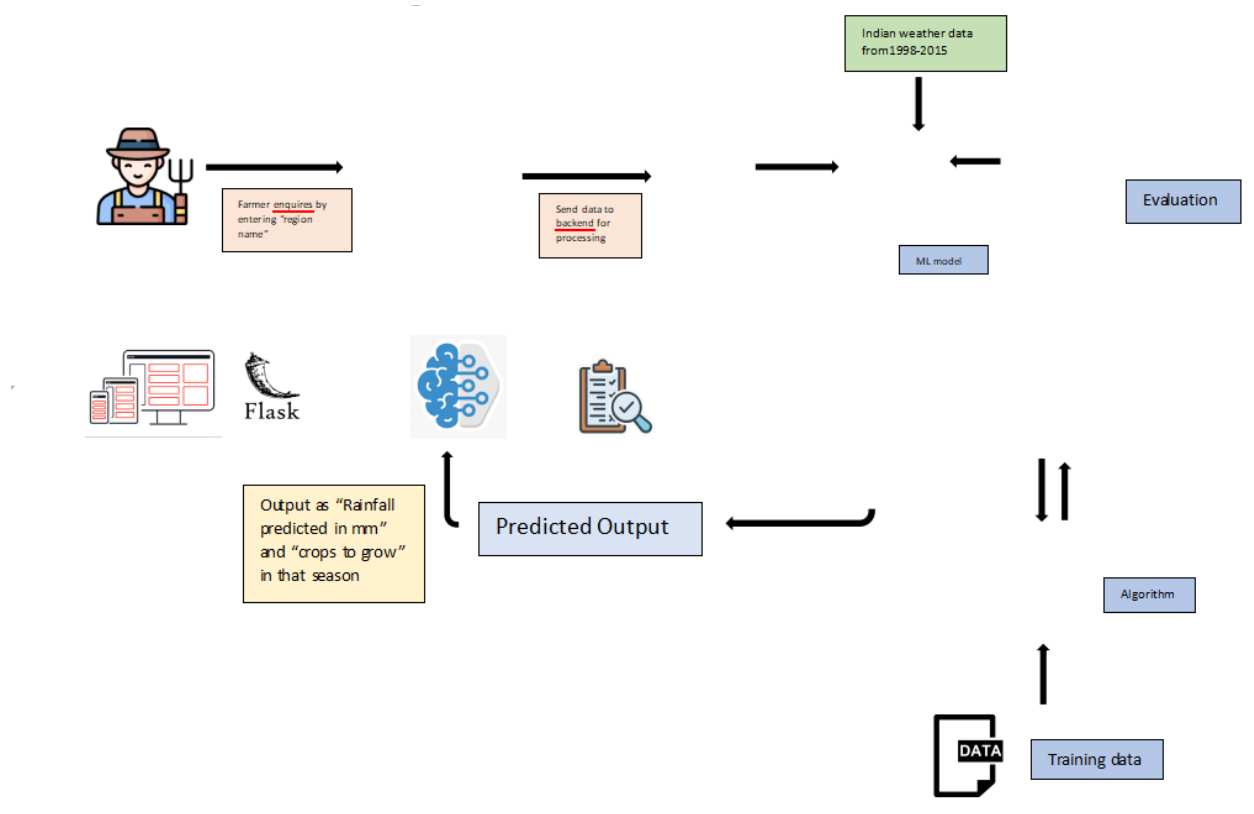 Indian weather data
from1998-2015
Farmer enquires by
entering "region
name"
Send data to
backend for
processing
Evaluation
ML model
Flask
Output as “Rainfall
predicted in mm”
and “crops to grow”
in that season
Predicted Output
Algorithm
DATA
Training data